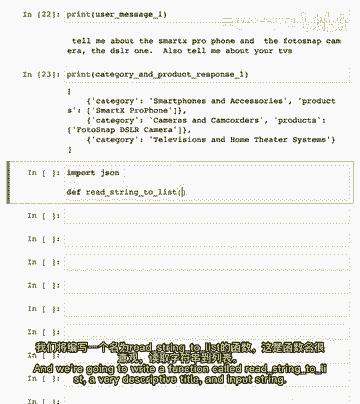 In [22]: print(user_message_1)
tell me about the smartx pro phone and the fotosnap cam
era, the dslr one. Also tell me about your tvs
In [23]: print(category_and_product_response_1)
[
{'category': 'Smartphones and Accessories', 'product
s': ['SmartX ProPhone']},
{'category': 'Cameras and Camcorders', 'products':
['FotoSnap DSLR Camera']},
{'category': 'Televisions and Home Theater Systems'}
]
In [ ]: import json
def read_string_to_list()
In [ ]:
In [ ]:
In [ ]:
In [ ]:
In [ ]:
In [ ]:
In [ ]:
In [ ]:
我们将编写一个名为read_string_to_list的函数，这是函数名很
直观，读取字符串到列表。
And we're going to write a function called read_string_to_li
st, a very descriptive title, and input string.